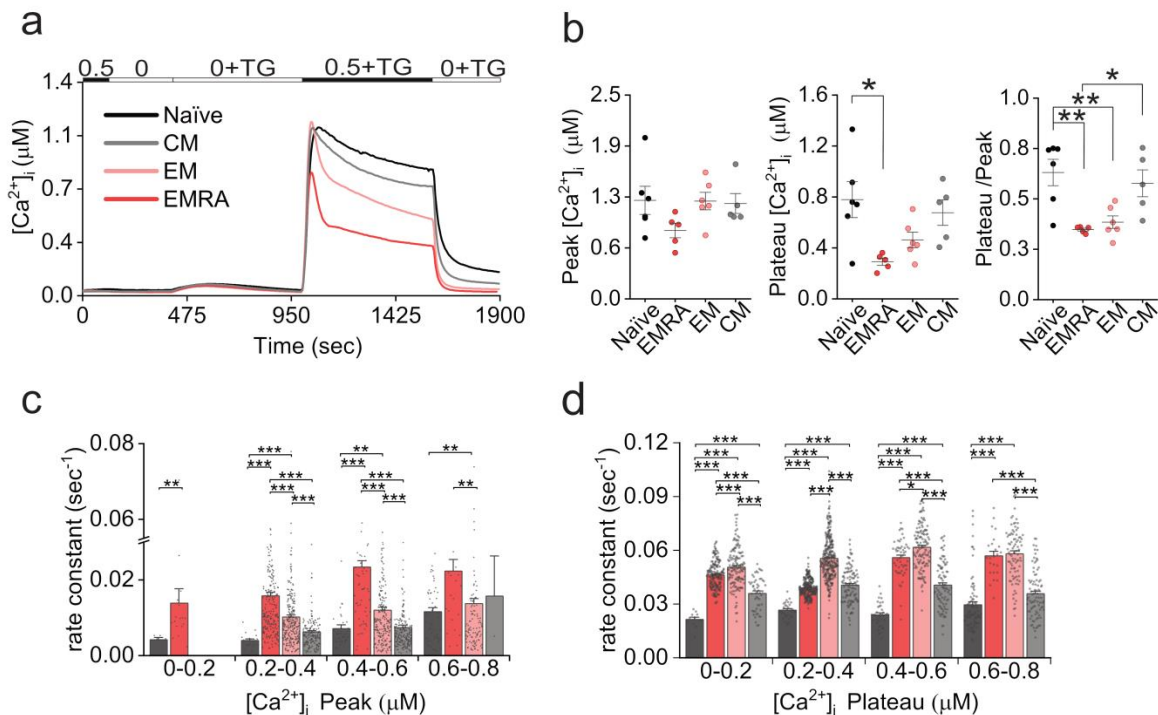 a
0.5 0 0+TG 0.5+TG 0+TG
1.4
1.1
0.7
0.4
0.0
[Ca²⁺]ᵢ (μM)
Naïve
CM
EM
EMRA
0 475 950 1425 1900
Time (sec)
b
2.5
1.9
1.3
0.6
0.0
Peak [Ca²⁺]ᵢ (μM)
Naïve EMRA EM CM
1.6
1.2
0.8
0.4
0.0
Plateau [Ca²⁺]ᵢ (μM)
*
Naïve EMRA EM CM
1.0
0.8
0.5
0.3
0.0
Plateau /Peak
*
**
**
Naïve EMRA EM CM
c
0.08
0.06
0.02
0.01
0.00
rate constant (sec⁻¹)
**
*** *** *** *** ***
** *** *** *** ***
** **
0-0.2 0.2-0.4 0.4-0.6 0.6-0.8
[Ca²⁺]ᵢ Peak (μM)
d
0.12
0.09
0.06
0.03
0.00
rate constant (sec⁻¹)
*** *** *** *** *** ***
*** *** *** *** ***
*** *** *** *** * ***
*** *** *** ***
0-0.2 0.2-0.4 0.4-0.6 0.6-0.8
[Ca²⁺]ᵢ Plateau (μM)